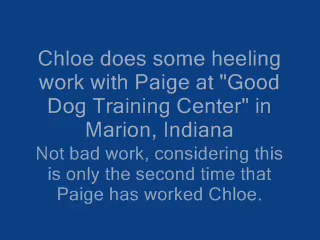 Chloe does some heeling
work with Paige at "Good
Dog Training Center" in
Marion, Indiana
Not bad work, considering this
is only the second time that
Paige has worked Chloe.